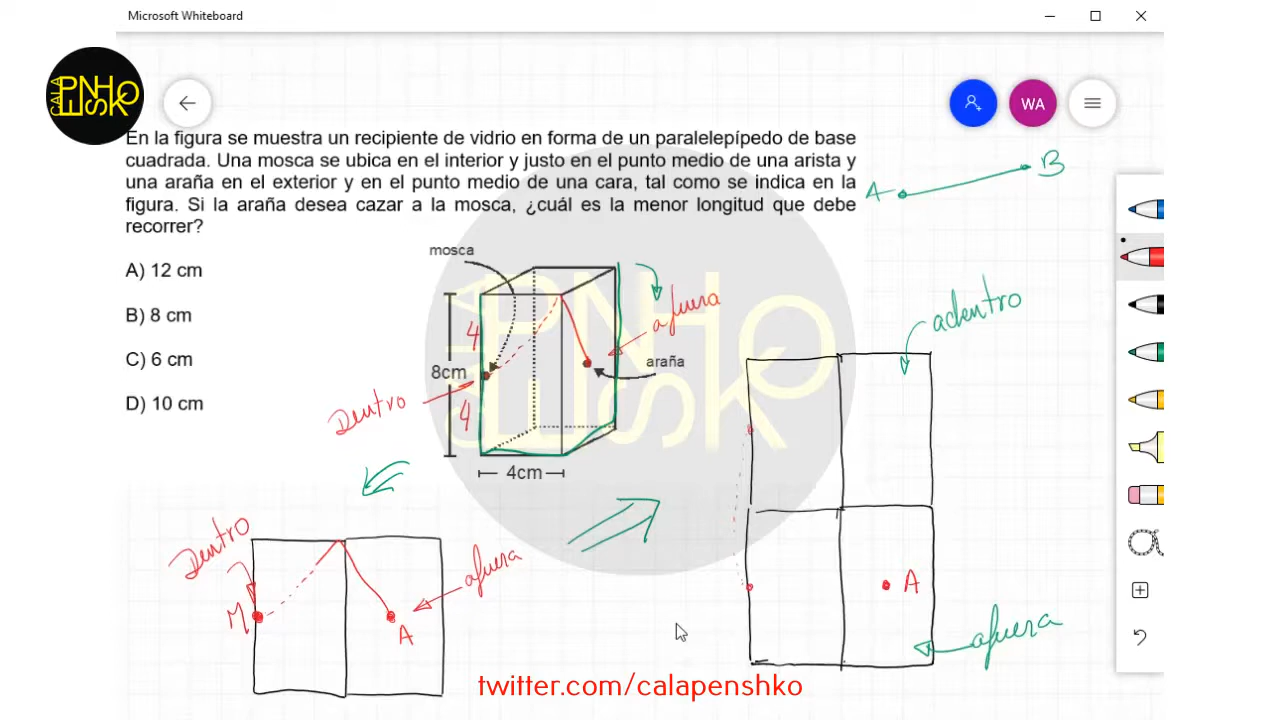 Microsoft Whiteboard
CALA
PENHO
ESK
WA
En la figura se muestra un recipiente de vidrio en forma de un paralelepípedo de base
cuadrada. Una mosca se ubica en el interior y justo en el punto medio de una arista y
una araña en el exterior y en el punto medio de una cara, tal como se indica en la
figura. Si la araña desea cazar a la mosca, ¿cuál es la menor longitud que debe
recorrer?
A B
A) 12 cm
B) 8 cm
C) 6 cm
D) 10 cm
mosca
afuera
adentro
4
araña
8cm
Dentro
4
4cm
Dentro
afuera
M
A
A
afuera
twitter.com/calapenshko